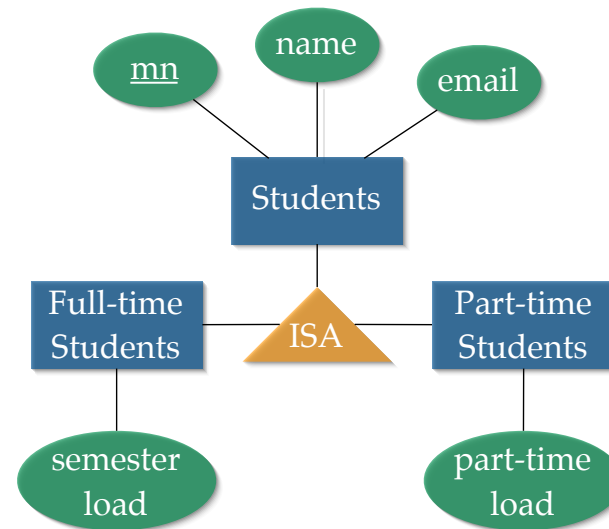 name
mn
email
Students
Full-time
Students
ISA
Part-time
Students
semester
load
part-time
load